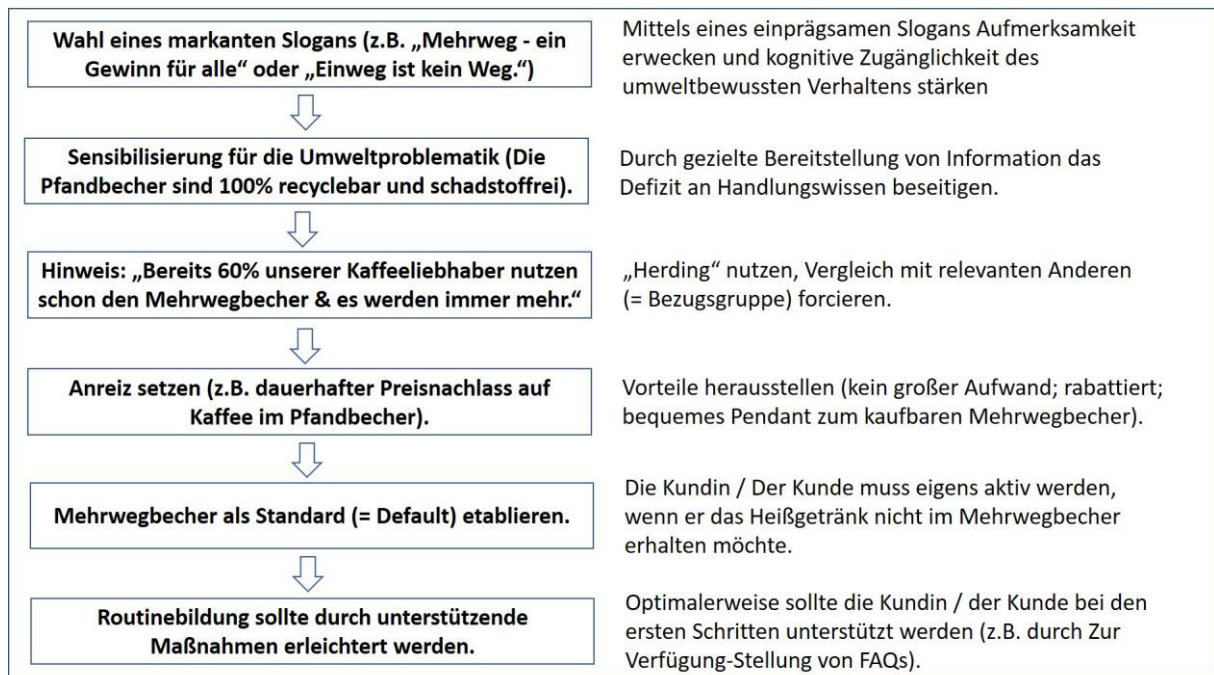 Wahl eines markanten Slogans (z.B. „Mehrweg - ein
Gewinn für alle“ oder „Einweg ist kein Weg.“)
Mittels eines einprägsamen Slogans Aufmerksamkeit
erwecken und kognitive Zugänglichkeit des
umweltbewussten Verhaltens stärken
Sensibilisierung für die Umweltproblematik (Die
Pfandbecher sind 100% recyclebar und schadstoffrei).
Durch gezielte Bereitstellung von Information das
Defizit an Handlungswissen beseitigen.
Hinweis: „Bereits 60% unserer Kaffeeliebhaber nutzen
schon den Mehrwegbecher & es werden immer mehr.“
„Herding“ nutzen, Vergleich mit relevanten Anderen
(= Bezugsgruppe) forcieren.
Anreiz setzen (z.B. dauerhafter Preisnachlass auf
Kaffee im Pfandbecher).
Vorteile herausstellen (kein großer Aufwand; rabattiert;
bequemes Pendant zum kaufbaren Mehrwegbecher).
Mehrwegbecher als Standard (= Default) etablieren.
Die Kundin / Der Kunde muss eigens aktiv werden,
wenn er das Heißgetränk nicht im Mehrwegbecher
erhalten möchte.
Routinebildung sollte durch unterstützende
Maßnahmen erleichtert werden.
Optimalerweise sollte die Kundin / der Kunde bei den
ersten Schritten unterstützt werden (z.B. durch Zur
Verfügung-Stellung von FAQs).